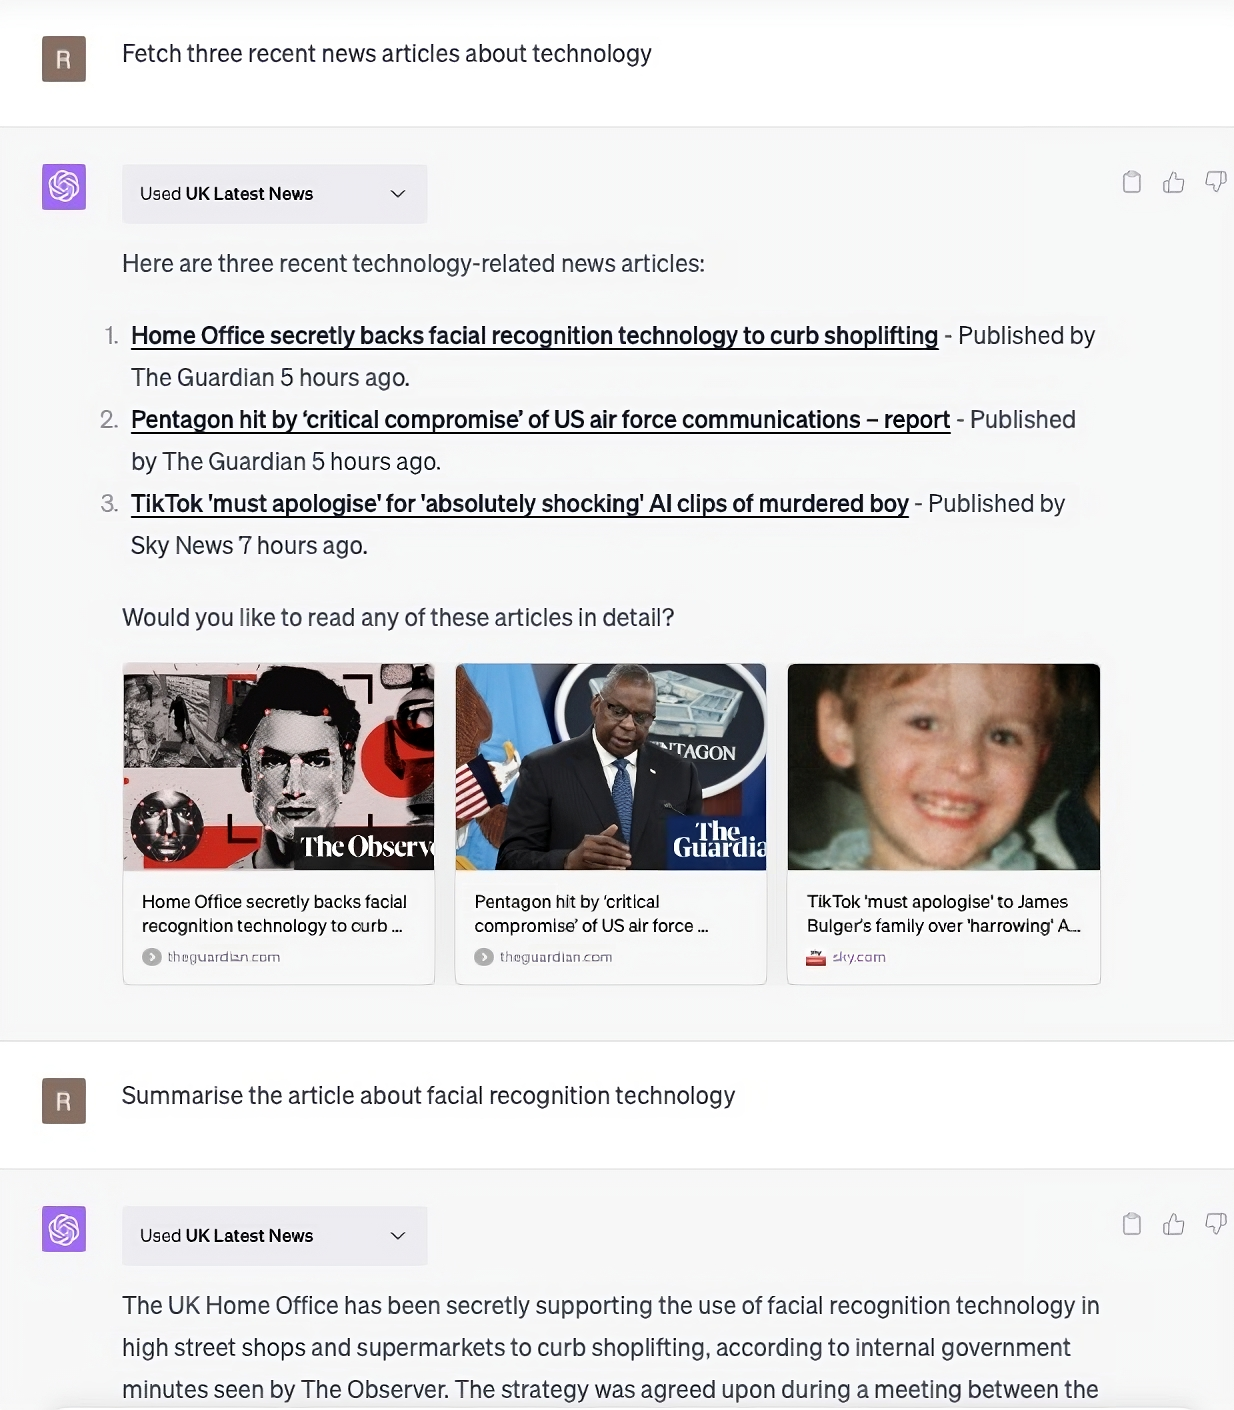 R
Fetch three recent news articles about technology
Used UK Latest News
Here are three recent technology-related news articles:
1. Home Office secretly backs facial recognition technology to curb shoplifting - Published by
The Guardian 5 hours ago.
2. Pentagon hit by ‘critical compromise’ of US air force communications – report - Published
by The Guardian 5 hours ago.
3. TikTok 'must apologise' for 'absolutely shocking' AI clips of murdered boy - Published by
Sky News 7 hours ago.
Would you like to read any of these articles in detail?
The Observ
NTAGON
The
Guardia
Home Office secretly backs facial
recognition technology to curb ...
theguardian.com
Pentagon hit by ‘critical
compromise’ of US air force ...
theguardian.com
TikTok 'must apologise' to James
Bulger's family over 'harrowing' A...
sky.com
R
Summarise the article about facial recognition technology
Used UK Latest News
The UK Home Office has been secretly supporting the use of facial recognition technology in
high street shops and supermarkets to curb shoplifting, according to internal government
minutes seen by The Observer. The strategy was agreed upon during a meeting between the